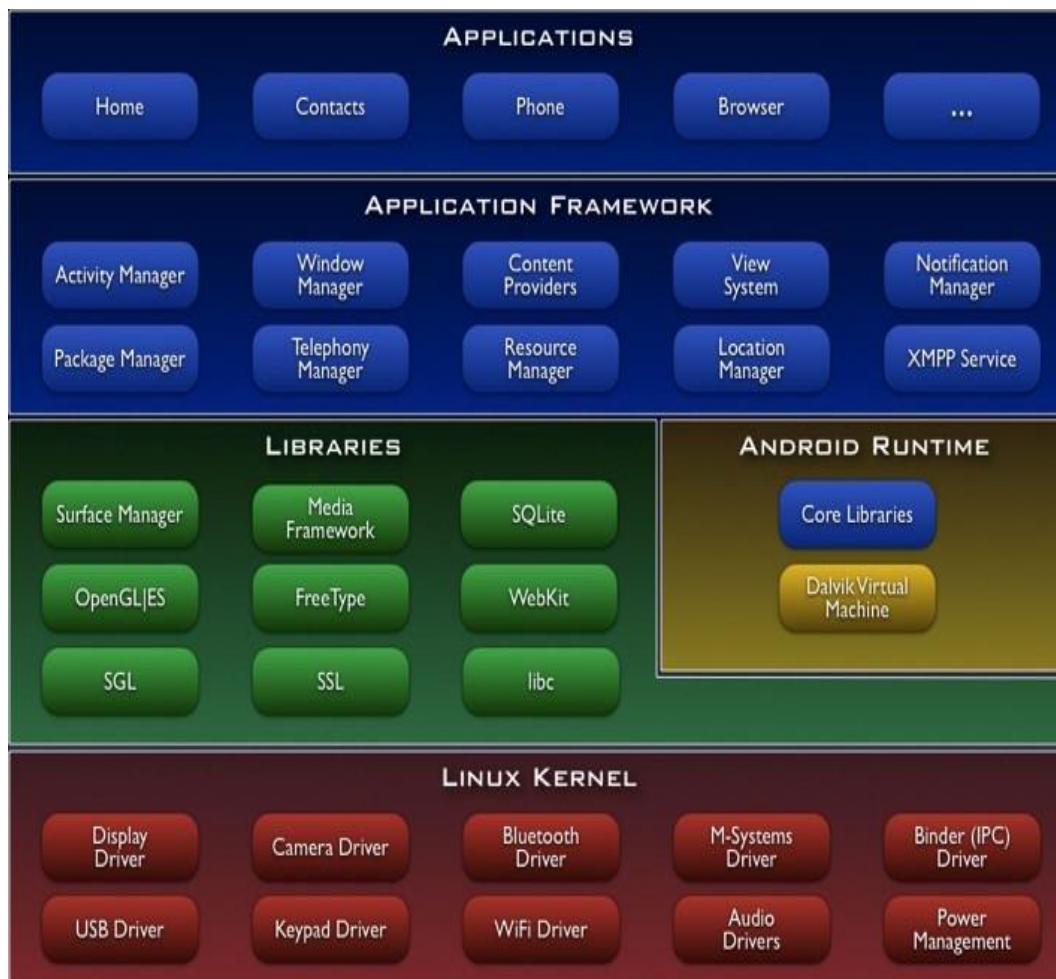 APPLICATIONS
Home
Contacts
Phone
Browser
...
APPLICATION FRAMEWORK
Activity Manager
Window
Manager
Content
Providers
View
System
Notification
Manager
Package Manager
Telephony
Manager
Resource
Manager
Location
Manager
XMPP Service
LIBRARIES
Surface Manager
Media
Framework
SQLite
OpenGL|ES
FreeType
WebKit
SGL
SSL
libc
ANDROID RUNTIME
Core Libraries
Dalvik Virtual
Machine
LINUX KERNEL
Display
Driver
Camera Driver
Bluetooth
Driver
M-Systems
Driver
Binder (IPC)
Driver
USB Driver
Keypad Driver
WiFi Driver
Audio
Drivers
Power
Management